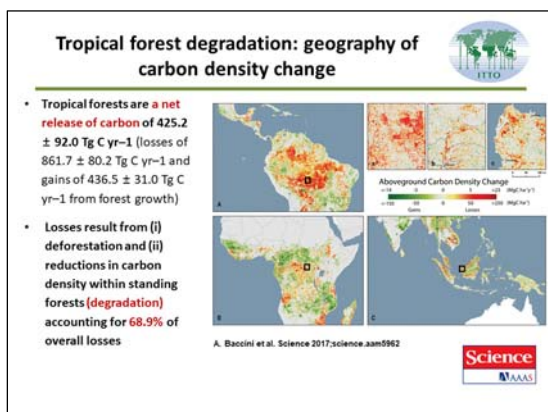 Tropical forest degradation: geography of
carbon density change
ITTO
• Tropical forests are a net
release of carbon of 425.2
± 92.0 Tg C yr–1 (losses of
861.7 ± 80.2 Tg C yr–1 and
gains of 436.5 ± 31.0 Tg C
yr–1 from forest growth)
• Losses result from (i)
deforestation and (ii)
reductions in carbon
density within standing
forests (degradation)
accounting for 68.9% of
overall losses
A
a
b
c
Aboveground Carbon Density Change
Gains
Losses
B
C
A. Baccini et al. Science 2017;science.aam5962
Science
AAAS